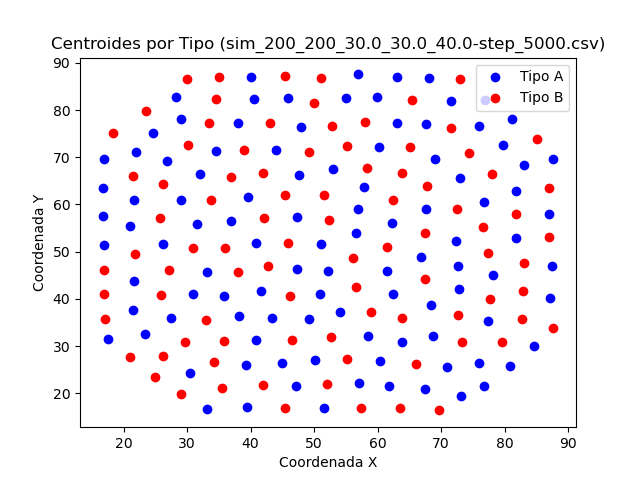 Centroides por Tipo (sim_200_200_30.0_30.0_40.0-step_5000.csv)
90
80
70
60
50
40
30
20
Coordenada Y
Tipo A
Tipo B
20 30 40 50 60 70 80 90
Coordenada X